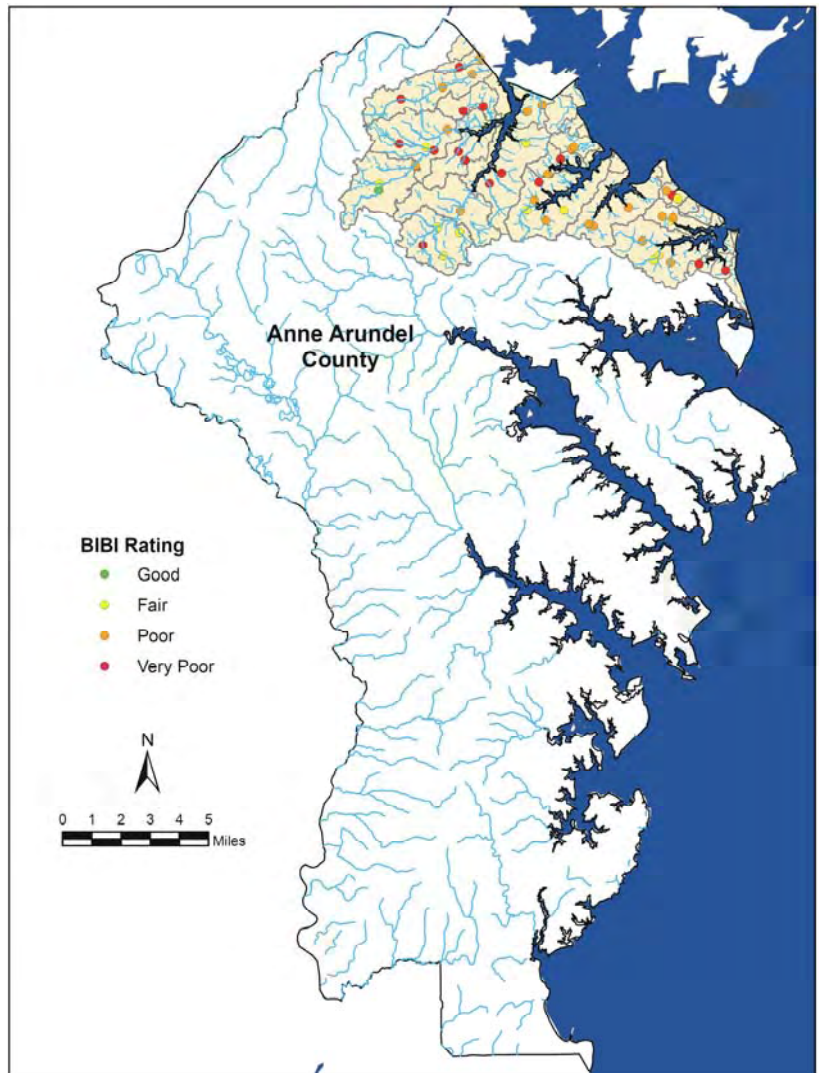 Anne Arundel
County
BIBI Rating
Good
Fair
Poor
Very Poor
N
0 1 2 3 4 5
Miles